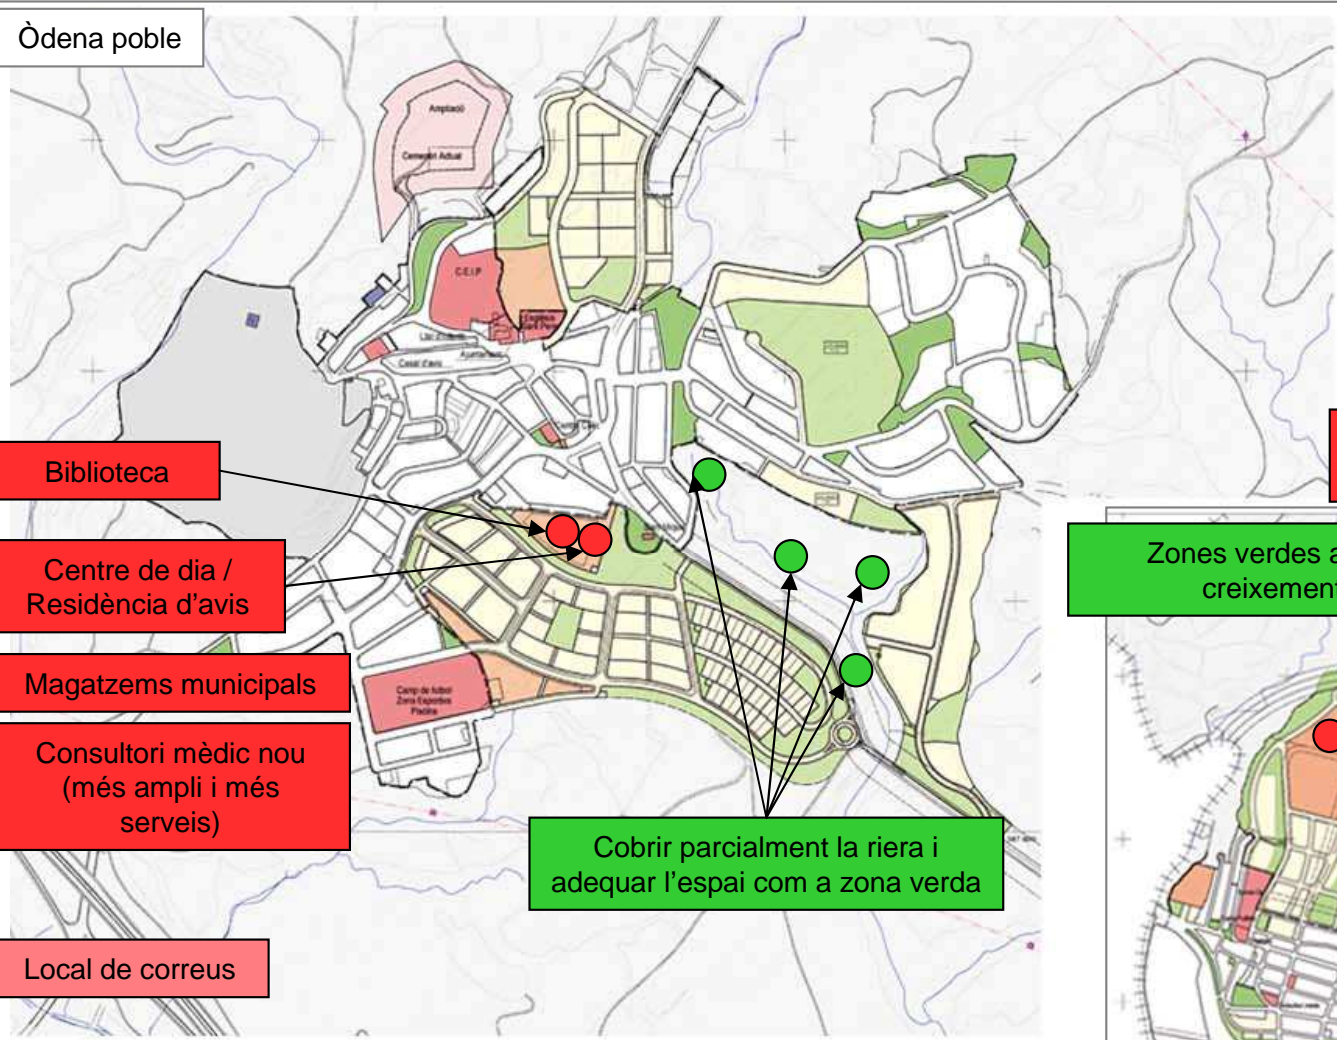 Òdena poble
Ampliació
Cementiri Actual
C.E.I.P
Casal d'avis
Ajuntament
Biblioteca
Centre de dia /
Residència d'avis
Zones verdes a
creixement
Magatzems municipals
Camp de futbol
Zona Esportiva
Piscina
Consultori mèdic nou
(més ampli i més
serveis)
Cobrir parcialment la riera i
adequar l'espai com a zona verda
Local de correus